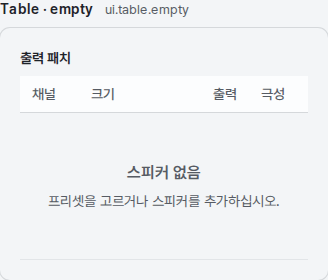 Table · empty ui.table.empty
출력 패치
채널 크기 출력 극성
스피커 없음
프리셋을 고르거나 스피커를 추가하십시오.